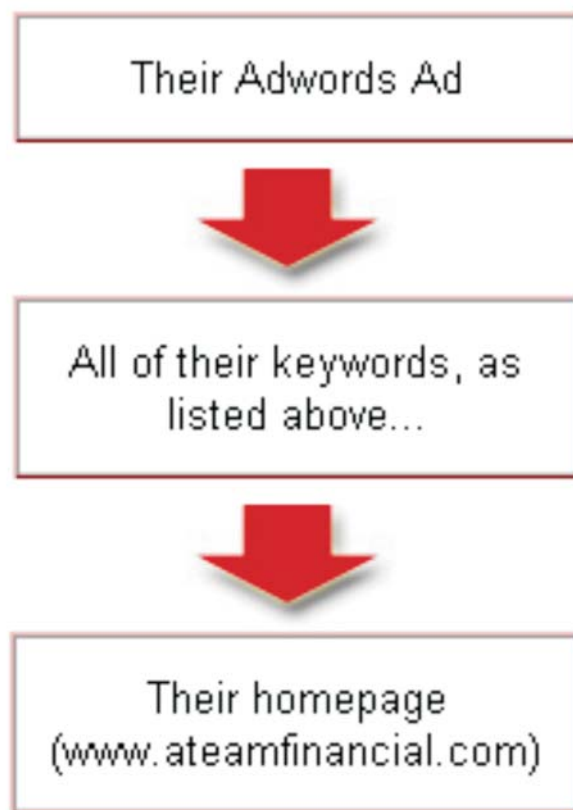 Their Adwords Ad
All of their keywords, as
listed above...
Their homepage
(www.ateamfinancial.com)